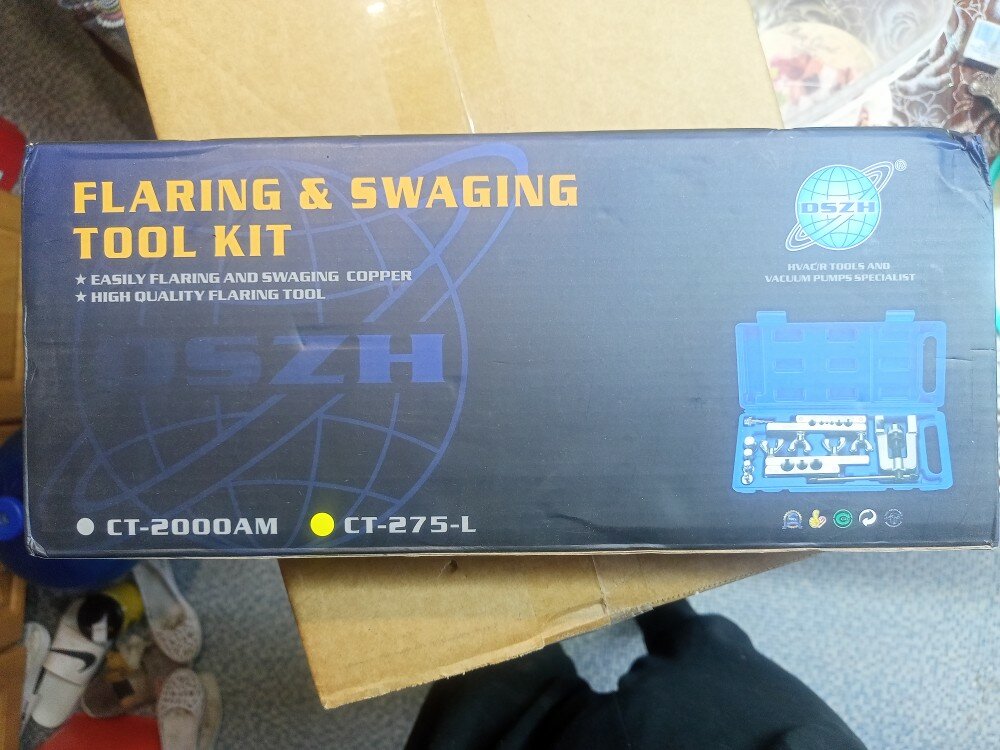 FLARING & SWAGING
TOOL KIT
★ EASILY FLARING AND SWAGING COPPER
★ HIGH QUALITY FLARING TOOL
DSZH
CT-2000AM
CT-275-L
DSZH
®
HVAC/R TOOLS AND
VACUUM PUMPS SPECIALIST